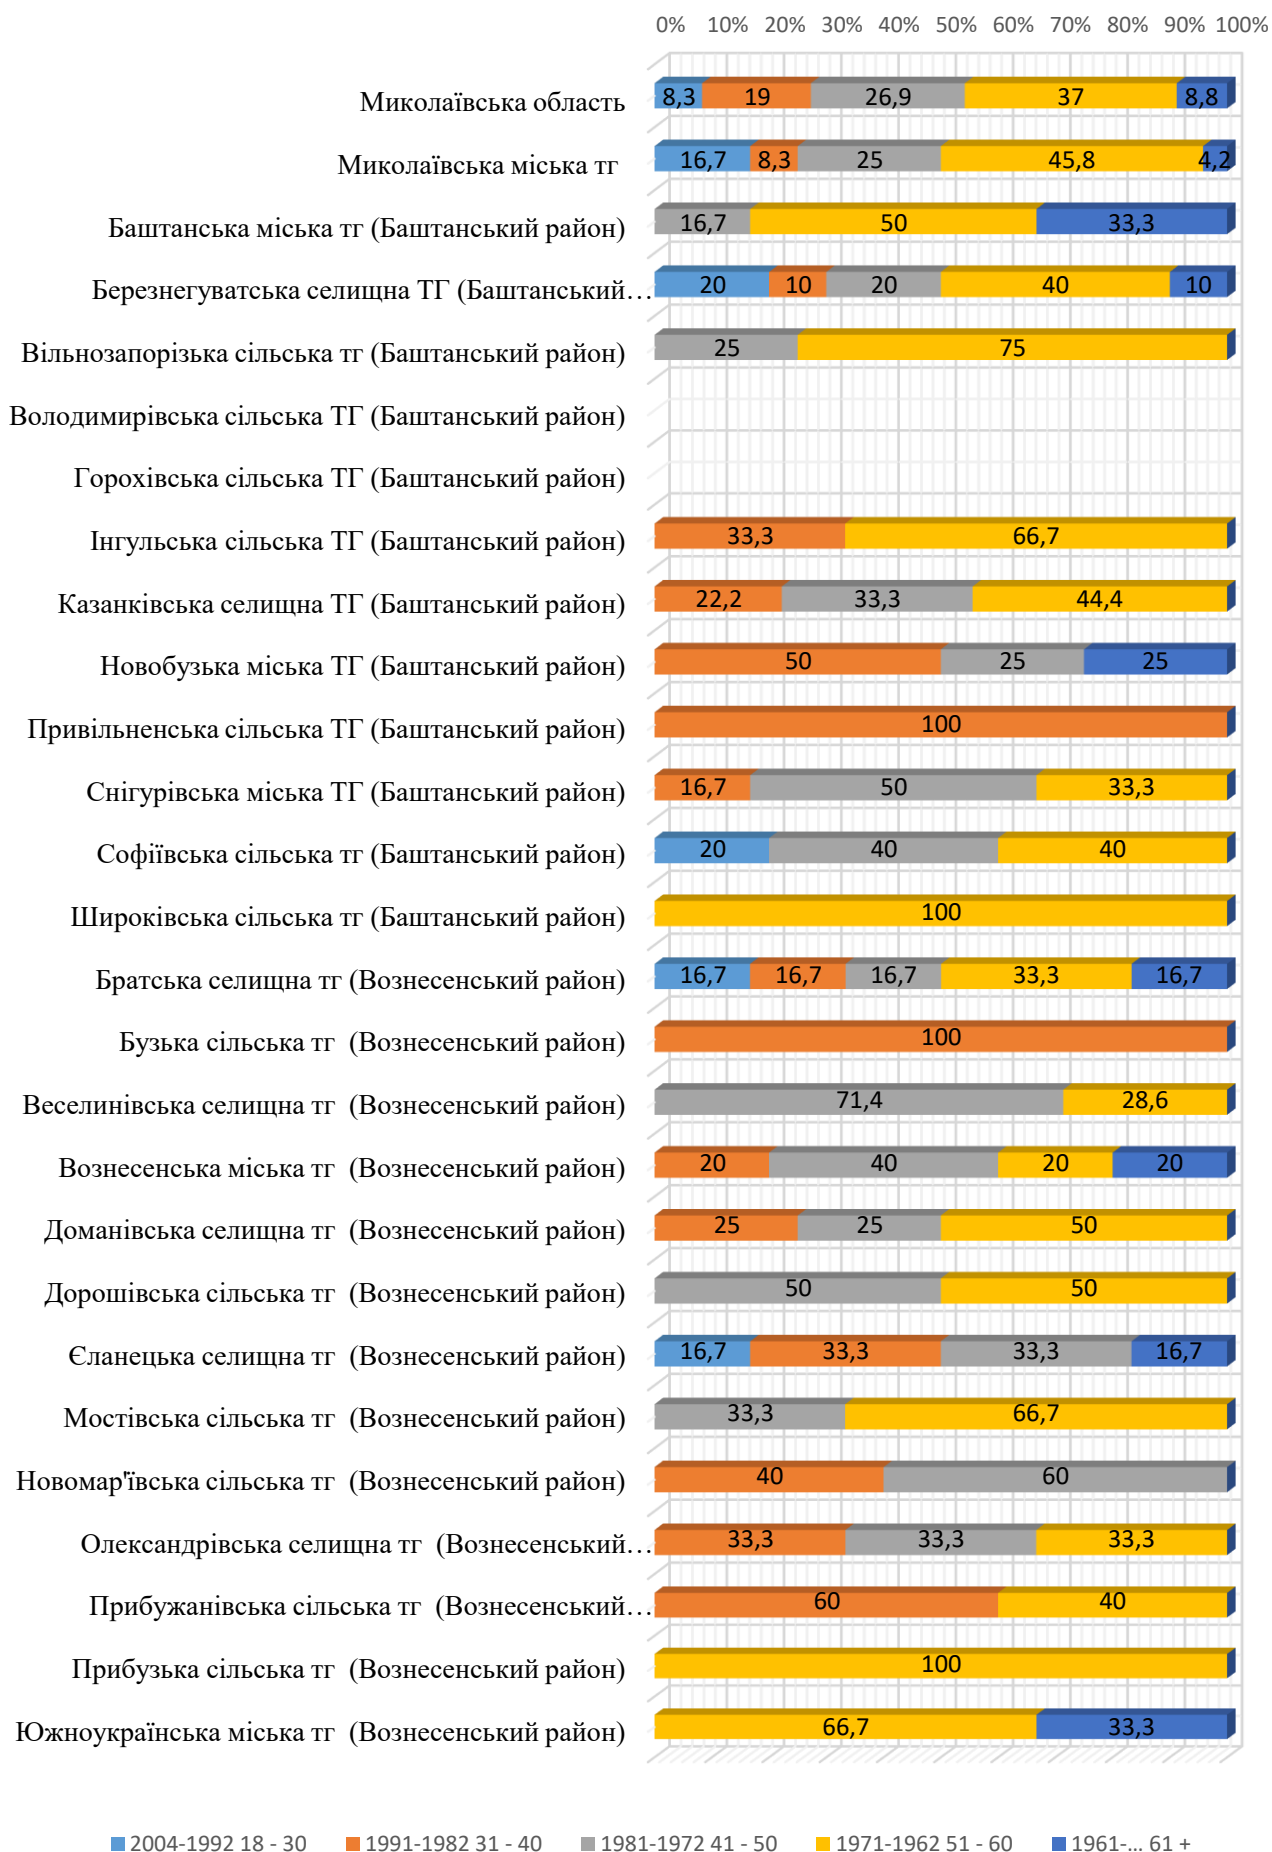 0% 10% 20% 30% 40% 50% 60% 70% 80% 90% 100%
Миколаївська область 8,3 19 26,9 37 8,8
Миколаївська міська тг 16,7 8,3 25 45,8 4,2
Баштанська міська тг (Баштанський район) 16,7 50 33,3
Березнегуватська селищна ТГ (Баштанський… 20 10 20 40 10
Вільнозапорізька сільська тг (Баштанський район) 25 75
Володимирівська сільська ТГ (Баштанський район)
Горохівська сільська ТГ (Баштанський район)
Інгульська сільська ТГ (Баштанський район) 33,3 66,7
Казанківська селищна ТГ (Баштанський район) 22,2 33,3 44,4
Новобузька міська ТГ (Баштанський район) 50 25 25
Привільненська сільська ТГ (Баштанський район) 100
Снігурівська міська ТГ (Баштанський район) 16,7 50 33,3
Софіївська сільська тг (Баштанський район) 20 40 40
Широківська сільська тг (Баштанський район) 100
Братська селищна тг (Вознесенський район) 16,7 16,7 16,7 33,3 16,7
Бузька сільська тг (Вознесенський район) 100
Веселинівська селищна тг (Вознесенський район) 71,4 28,6
Вознесенська міська тг (Вознесенський район) 20 40 20 20
Доманівська селищна тг (Вознесенський район) 25 25 50
Дорошівська сільська тг (Вознесенський район) 50 50
Єланецька селищна тг (Вознесенський район) 16,7 33,3 33,3 16,7
Мостівська сільська тг (Вознесенський район) 33,3 66,7
Новомар'ївська сільська тг (Вознесенський район) 40 60
Олександрівська селищна тг (Вознесенський… 33,3 33,3 33,3
Прибужанівська сільська тг (Вознесенський… 60 40
Прибузька сільська тг (Вознесенський район) 100
Южноукраїнська міська тг (Вознесенський район) 66,7 33,3
2004-1992 18 - 30 1991-1982 31 - 40 1981-1972 41 - 50 1971-1962 51 - 60 1961-... 61 +